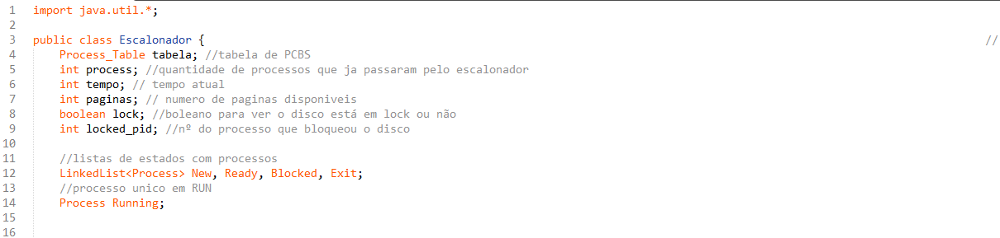 1 import java.util.*;
2
3 public class Escalonador { //
4 Process_Table tabela; //tabela de PCBS
5 int process; //quantidade de processos que ja passaram pelo escalonador
6 int tempo; // tempo atual
7 int paginas; // numero de paginas disponiveis
8 boolean lock; //boleano para ver o disco está em lock ou não
9 int locked_pid; //nº do processo que bloqueou o disco
10
11 //listas de estados com processos
12 LinkedList<Process> New, Ready, Blocked, Exit;
13 //processo unico em RUN
14 Process Running;
15
16